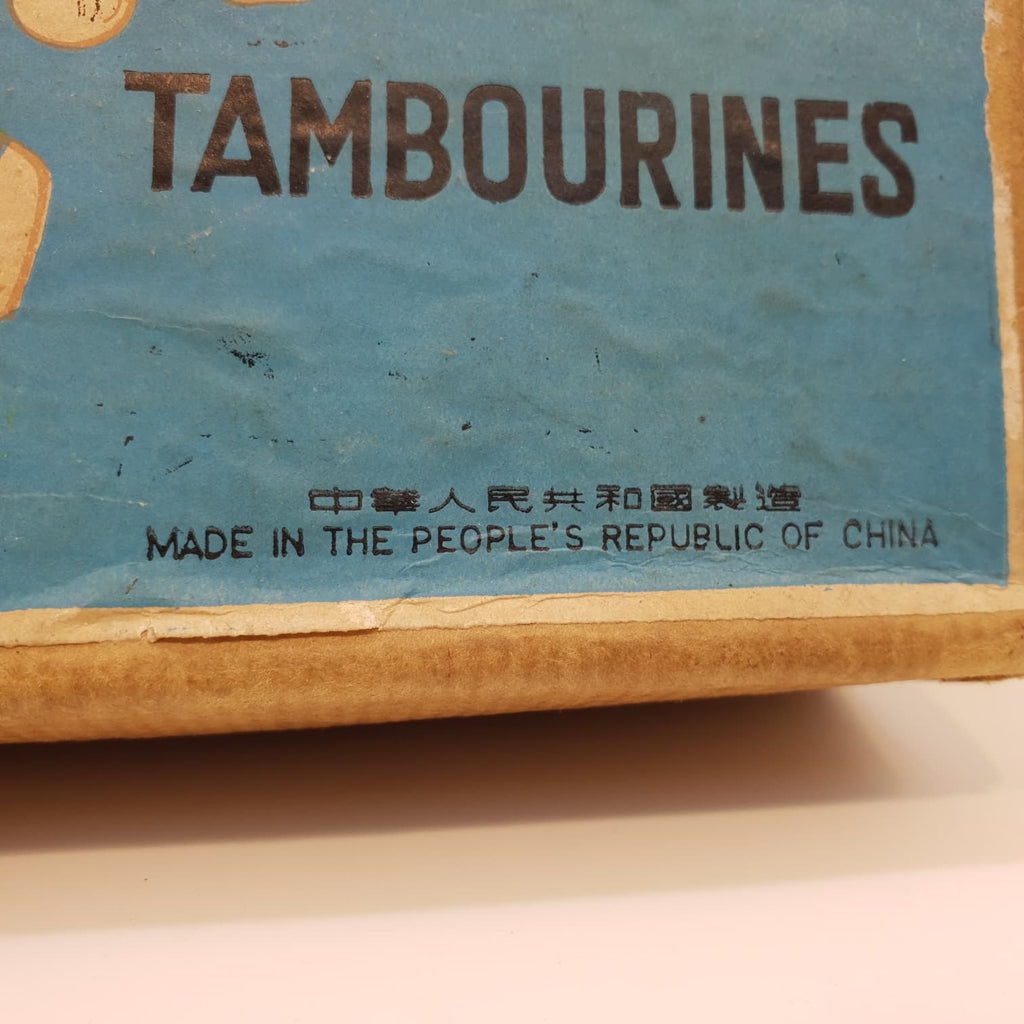 TAMBOURINES
中華人民共和國製造
MADE IN THE PEOPLE'S REPUBLIC OF CHINA